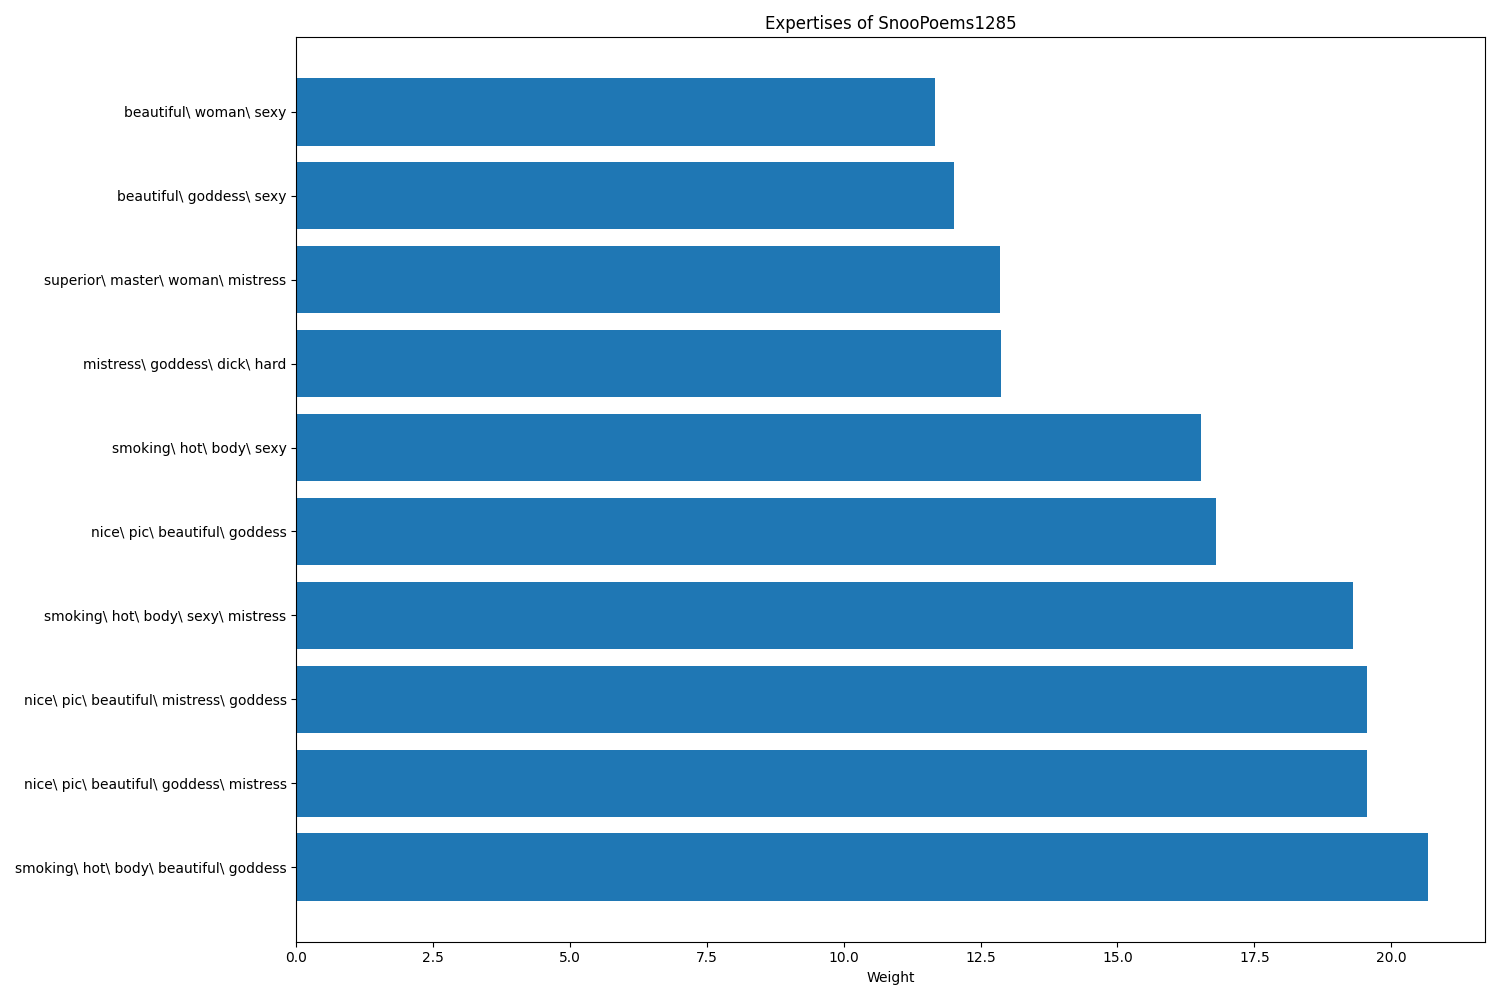 Expertises of SnooPoems1285
beautiful\ woman\ sexy
beautiful\ goddess\ sexy
superior\ master\ woman\ mistress
mistress\ goddess\ dick\ hard
smoking\ hot\ body\ sexy
nice\ pic\ beautiful\ goddess
smoking\ hot\ body\ sexy\ mistress
nice\ pic\ beautiful\ mistress\ goddess
nice\ pic\ beautiful\ goddess\ mistress
smoking\ hot\ body\ beautiful\ goddess
0.0 2.5 5.0 7.5 10.0 12.5 15.0 17.5 20.0
Weight